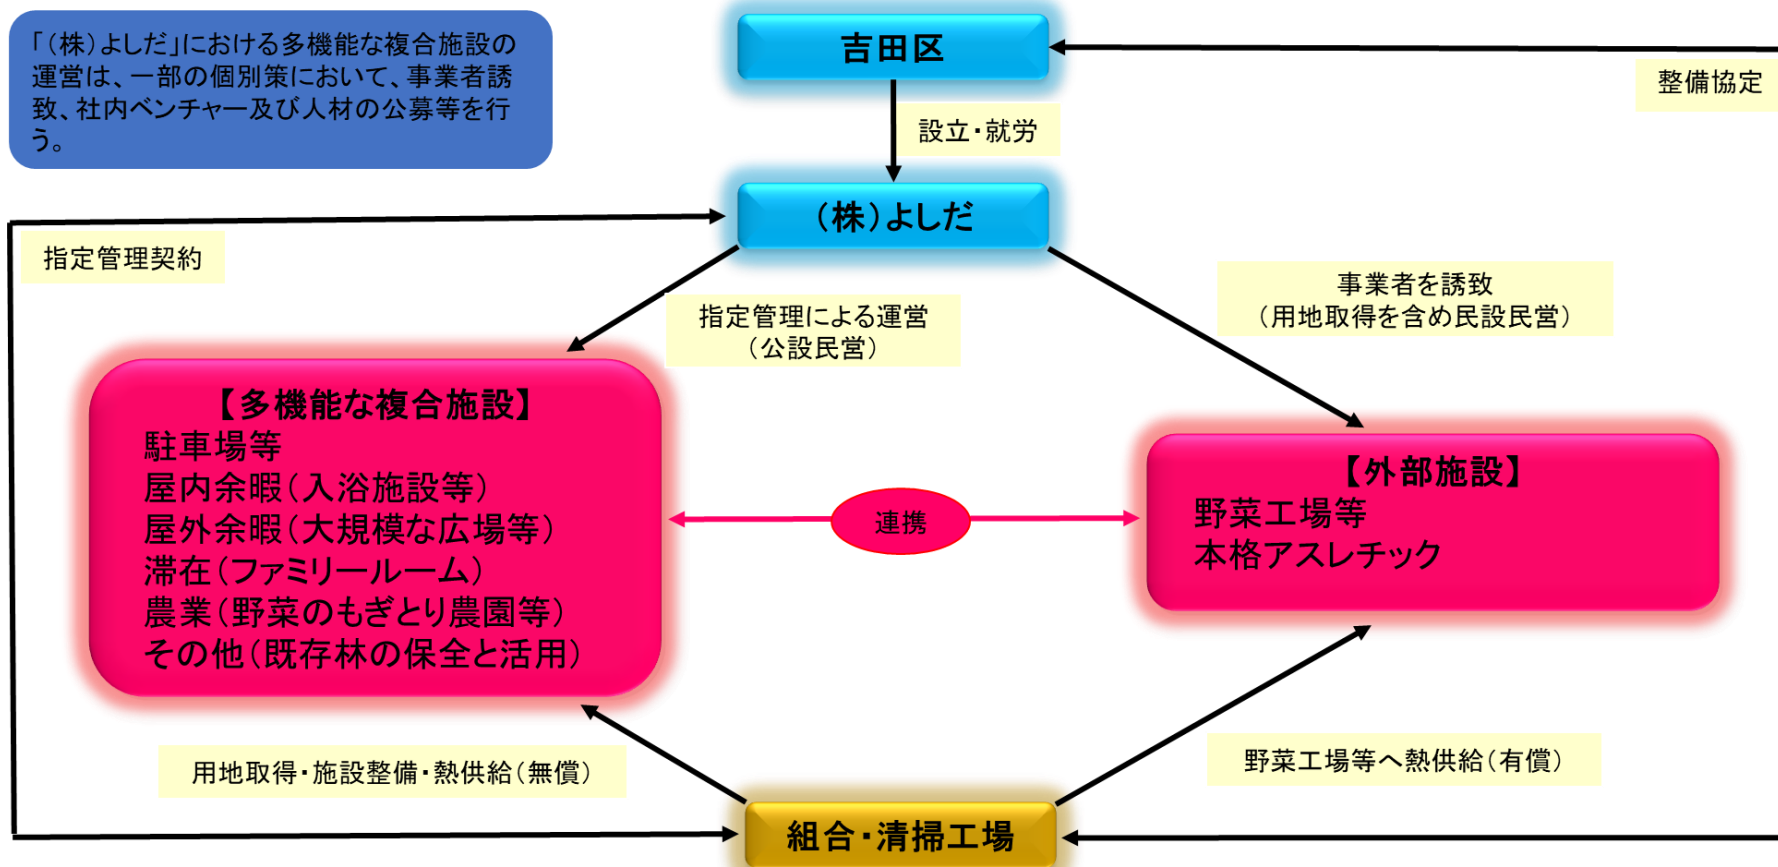 「(株)よしだ」における多機能な複合施設の
運営は、一部の個別策において、事業者誘
致、社内ベンチャー及び人材の公募等を行
う。
吉田区
整備協定
設立・就労
(株)よしだ
指定管理契約
指定管理による運営
(公設民営)
事業者を誘致
(用地取得を含め民設民営)
【多機能な複合施設】
駐車場等
屋内余暇(入浴施設等)
屋外余暇(大規模な広場等)
滞在(ファミリールーム)
農業(野菜のもぎとり農園等)
その他(既存林の保全と活用)
連携
【外部施設】
野菜工場等
本格アスレチック
用地取得・施設整備・熱供給(無償)
野菜工場等へ熱供給(有償)
組合・清掃工場